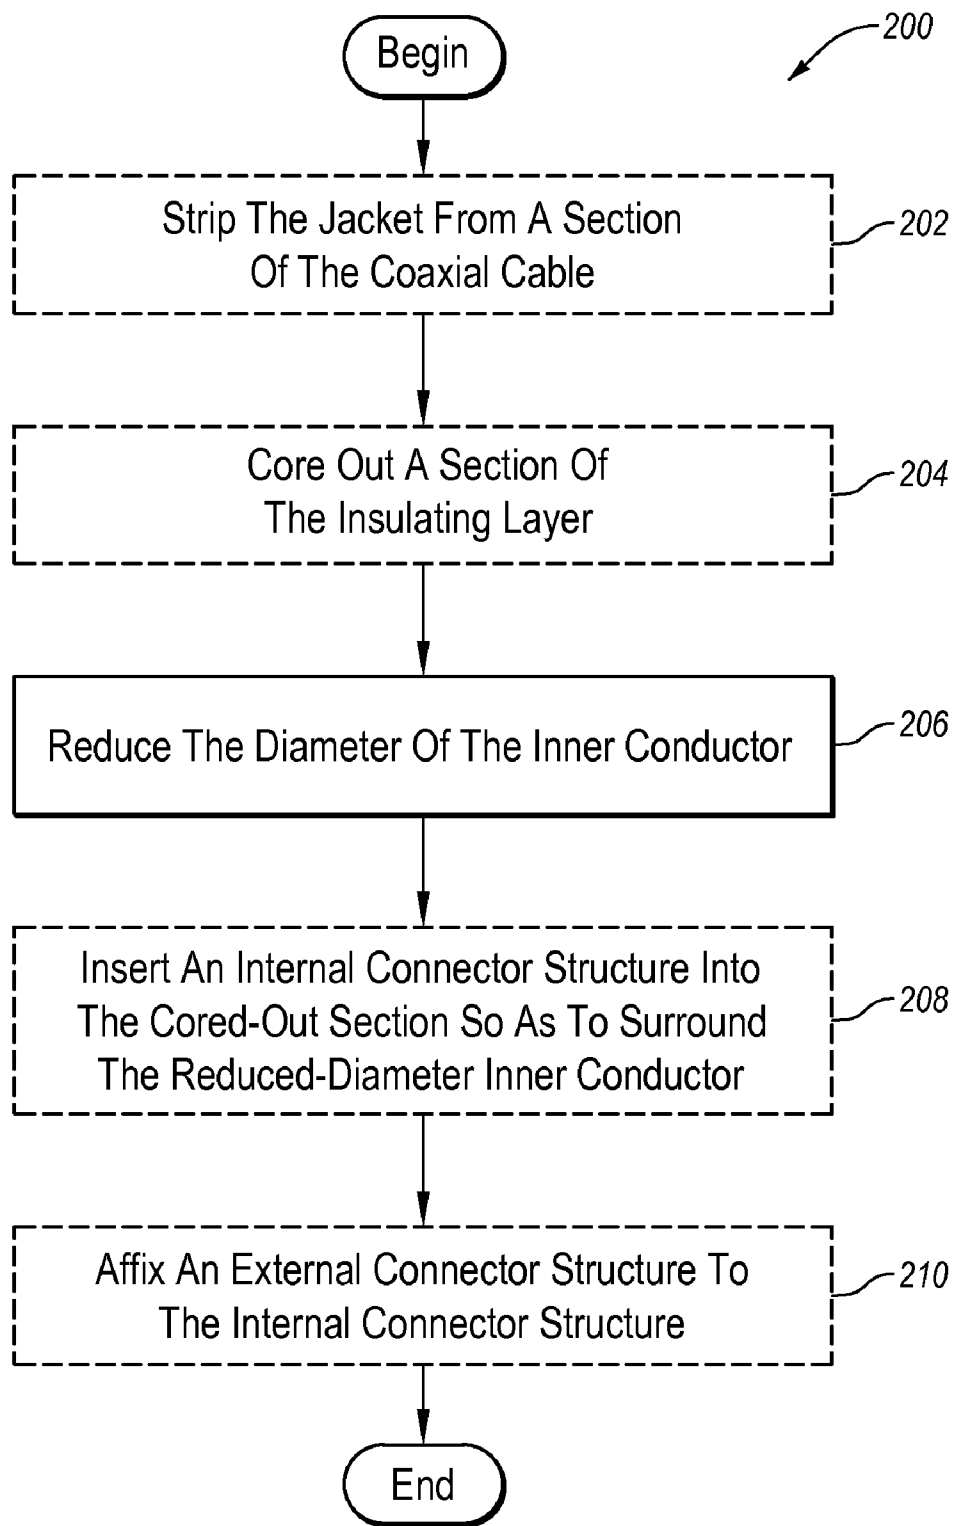 200
Begin
Strip The Jacket From A Section
Of The Coaxial Cable
202
Core Out A Section Of
The Insulating Layer
204
Reduce The Diameter Of The Inner Conductor
206
Insert An Internal Connector Structure Into
The Cored-Out Section So As To Surround
The Reduced-Diameter Inner Conductor
208
Affix An External Connector Structure To
The Internal Connector Structure
210
End